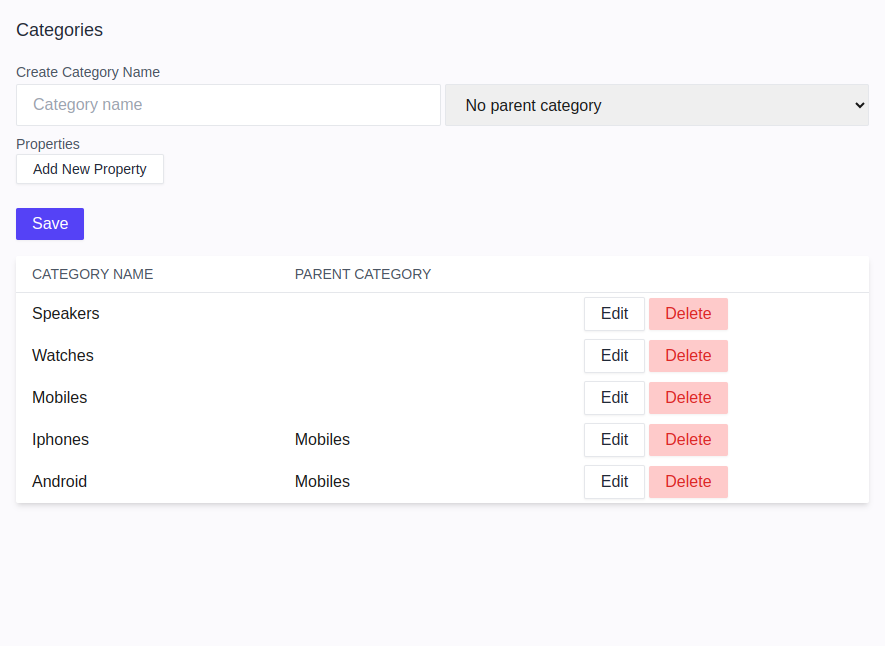 Categories
Create Category Name
Category name
No parent category
Properties
Add New Property
Save
CATEGORY NAME PARENT CATEGORY
Speakers Edit Delete
Watches Edit Delete
Mobiles Edit Delete
Iphones Mobiles Edit Delete
Android Mobiles Edit Delete